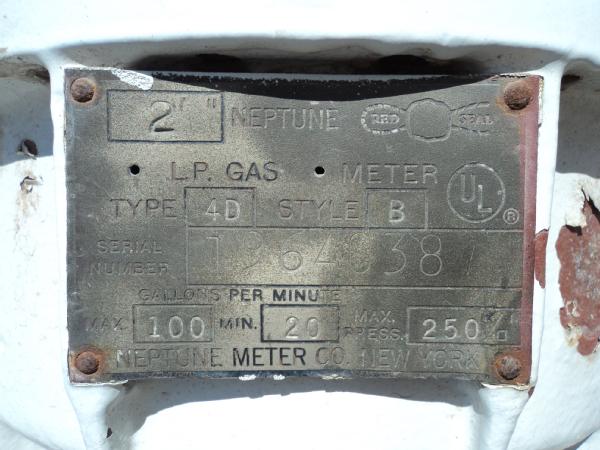 2" NEPTUNE RED SEAL
L.P. GAS METER
TYPE 4D STYLE B UL ®
SERIAL NUMBER
GALLONS PER MINUTE
MAX. 100 MIN. 20 MAX. PRESS. 250
NEPTUNE METER CO. NEW YORK